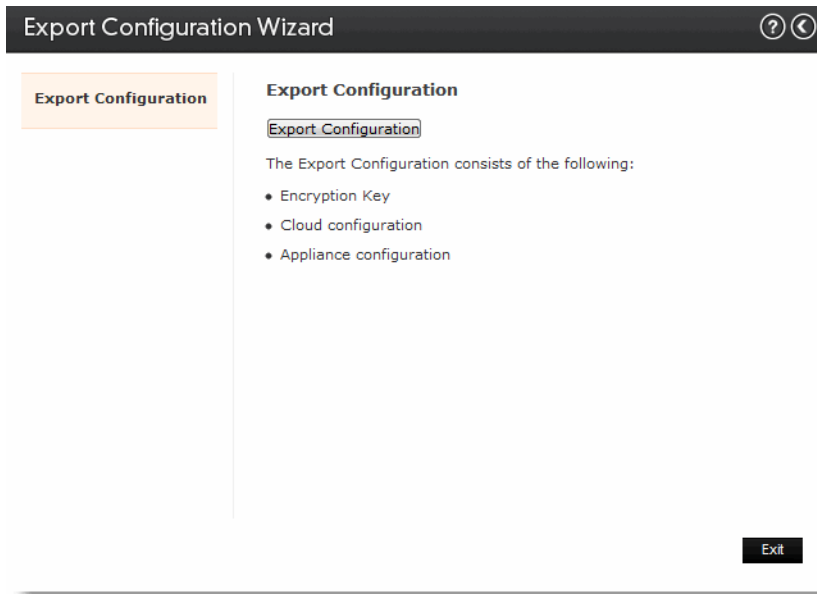 Export Configuration Wizard
?
Export Configuration
Export Configuration
Export Configuration
The Export Configuration consists of the following:
• Encryption Key
• Cloud configuration
• Appliance configuration
Exit